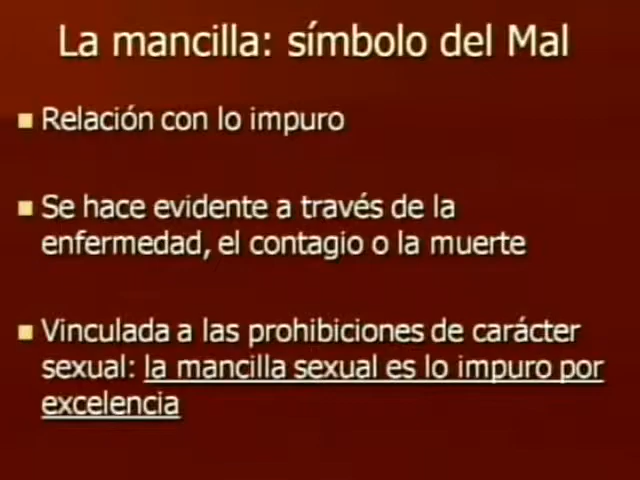 La mancilla: símbolo del Mal
Relación con lo impuro
Se hace evidente a través de la
enfermedad, el contagio o la muerte
Vinculada a las prohibiciones de carácter
sexual: la mancilla sexual es lo impuro por
excelencia